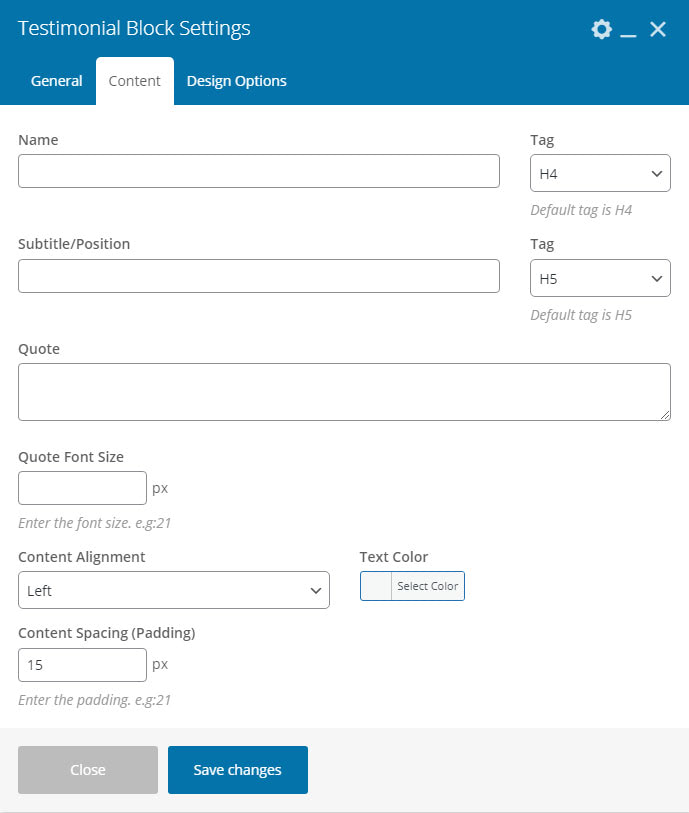 Testimonial Block Settings
General Content Design Options
Name Tag
H4
Default tag is H4
Subtitle/Position Tag
H5
Default tag is H5
Quote
Quote Font Size
px
Enter the font size. e.g:21
Content Alignment Text Color
Left Select Color
Content Spacing (Padding)
15 px
Enter the padding. e.g:21
Close Save changes